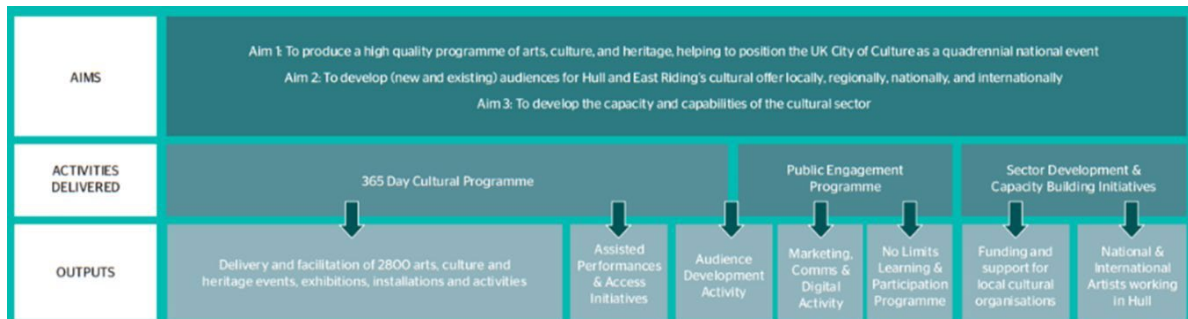 AIMS
Aim 1: To produce a high quality programme of arts, culture, and heritage, helping to position the UK City of Culture as a quadrennial national event
Aim 2: To develop (new and existing) audiences for Hull and East Riding's cultural offer locally, regionally, nationally, and internationally
Aim 3: To develop the capacity and capabilities of the cultural sector
ACTIVITIES
DELIVERED
365 Day Cultural Programme
Public Engagement
Programme
Sector Development &
Capacity Building Initiatives
OUTPUTS
Delivery and facilitation of 2800 arts, culture and
heritage events, exhibitions, installations and activities
Assisted
Performances
& Access
Initiatives
Audience
Development
Activity
Marketing,
Comms &
Digital
Activity
No Limits
Learning &
Participation
Programme
Funding and
support for
local cultural
organisations
National &
International
Artists working
in Hull